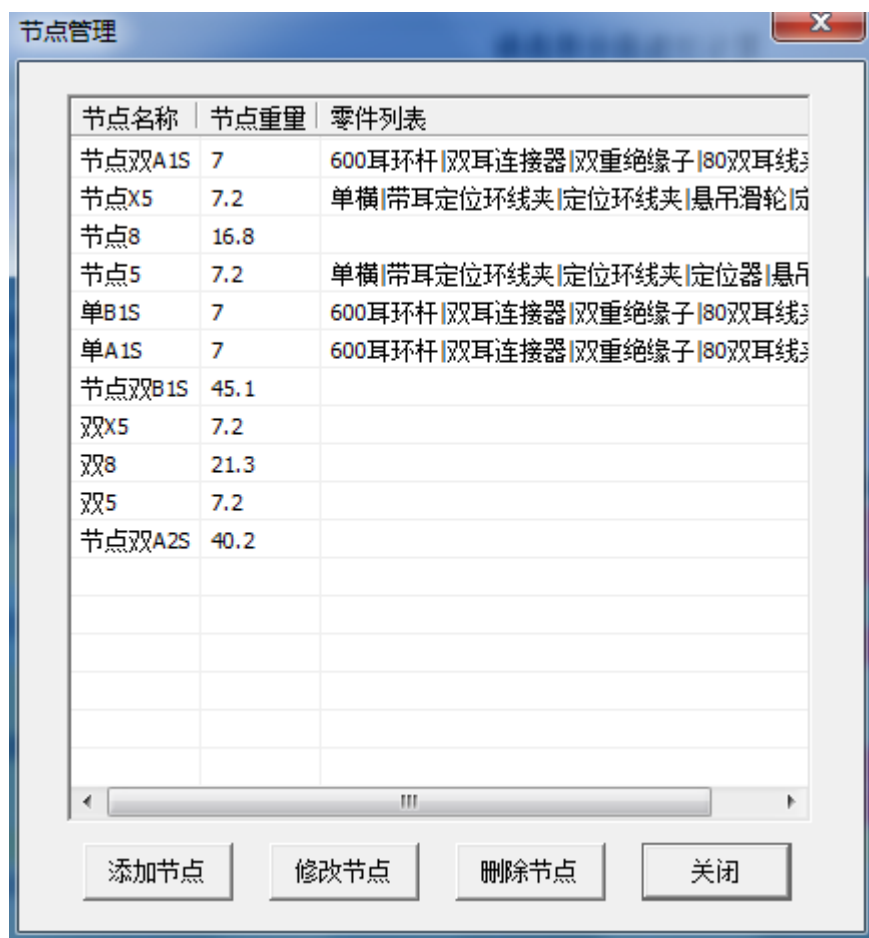 节点管理
节点名称 节点重量 零件列表
节点双A1S 7 600耳环杆|双耳连接器|双重绝缘子|80双耳线
节点X5 7.2 单横|带耳定位环线夹|定位环线夹|悬吊滑轮|定
节点8 16.8
节点5 7.2 单横|带耳定位环线夹|定位环线夹|定位器|悬吊
单B1S 7 600耳环杆|双耳连接器|双重绝缘子|80双耳线
单A1S 7 600耳环杆|双耳连接器|双重绝缘子|80双耳线
节点双B1S 45.1
双X5 7.2
双8 21.3
双5 7.2
节点双A2S 40.2
添加节点 修改节点 删除节点 关闭